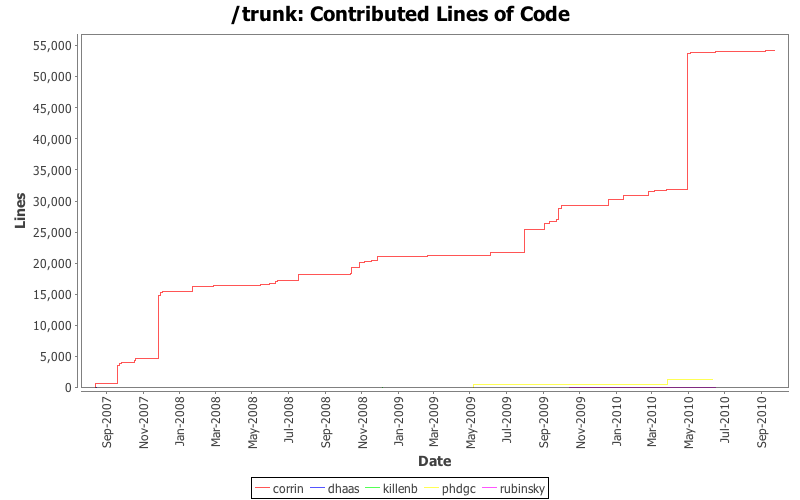 /trunk: Contributed Lines of Code
55,000
50,000
45,000
40,000
35,000
30,000
25,000
20,000
15,000
10,000
5,000
0
Lines
Sep-2007
Nov-2007
Jan-2008
Mar-2008
May-2008
Jul-2008
Sep-2008
Nov-2008
Jan-2009
Mar-2009
May-2009
Jul-2009
Sep-2009
Nov-2009
Jan-2010
Mar-2010
May-2010
Jul-2010
Sep-2010
Date
corrin dhaas killenb phdgc rubinsky